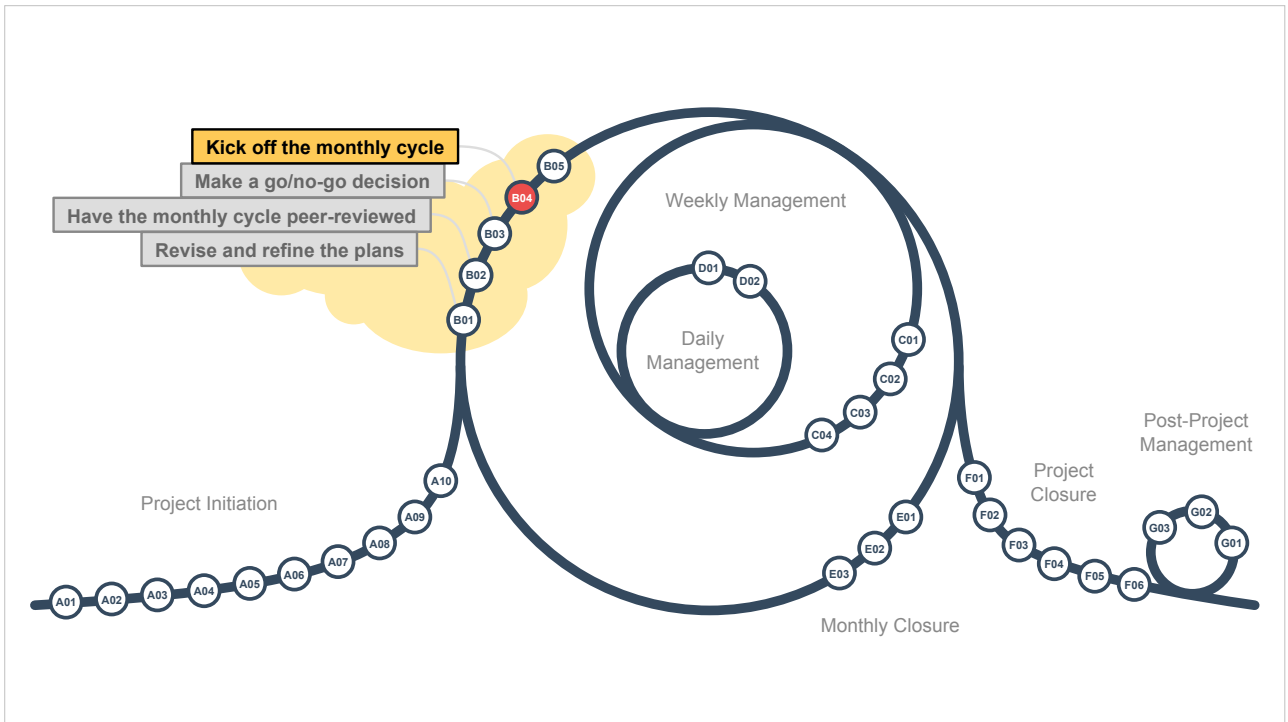 Kick off the monthly cycle
Make a go/no-go decision
Have the monthly cycle peer-reviewed
Revise and refine the plans
B05
B04
B03
B02
B01
Weekly Management
D01
D02
Daily
Management
C01
C02
C03
C04
Project Initiation
A01
A02
A03
A04
A05
A06
A07
A08
A09
A10
E01
E02
E03
Monthly Closure
Project
Closure
F01
F02
F03
F04
F05
F06
Post-Project
Management
G03
G02
G01